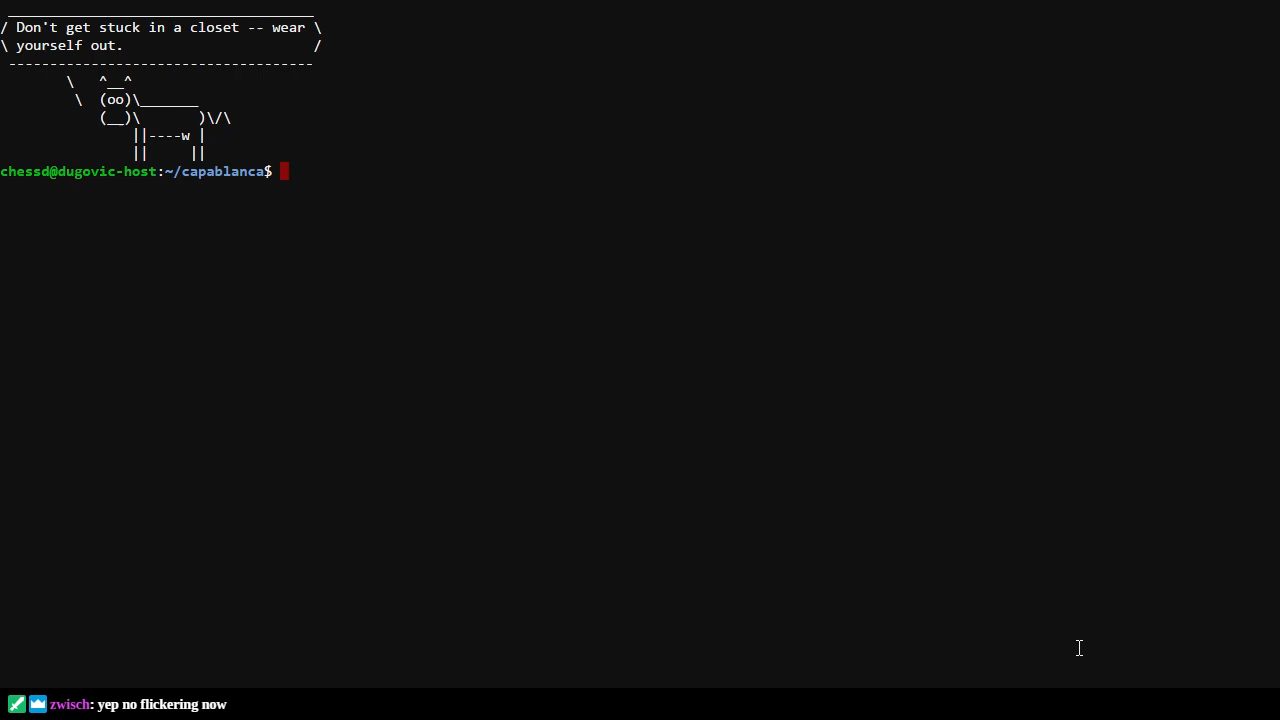 _____________________________________
/ Don't get stuck in a closet -- wear \
\ yourself out.                       /
 -------------------------------------
        \   ^__^
         \  (oo)\_______
            (__)\       )\/\
                ||----w |
                ||     ||
chessd@dugovic-host:~/capablanca$
zwisch: yep no flickering now